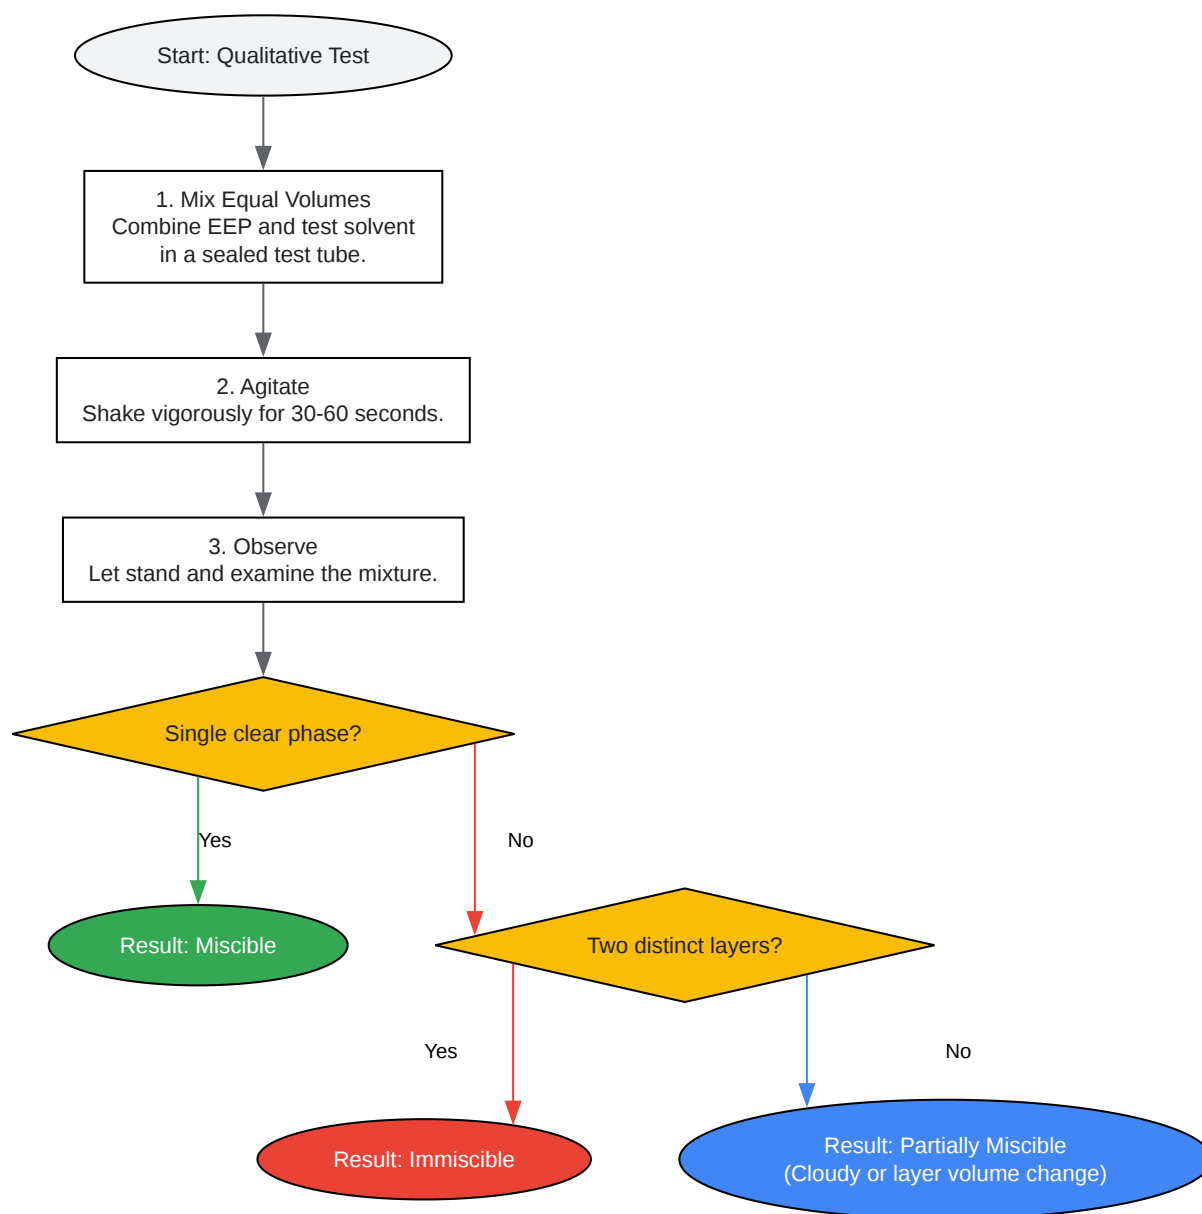 Start: Qualitative Test
1. Mix Equal Volumes
Combine EEP and test solvent
in a sealed test tube.
2. Agitate
Shake vigorously for 30-60 seconds.
3. Observe
Let stand and examine the mixture.
Single clear phase?
Yes
No
Result: Miscible
Two distinct layers?
Yes
No
Result: Immiscible
Result: Partially Miscible
(Cloudy or layer volume change)